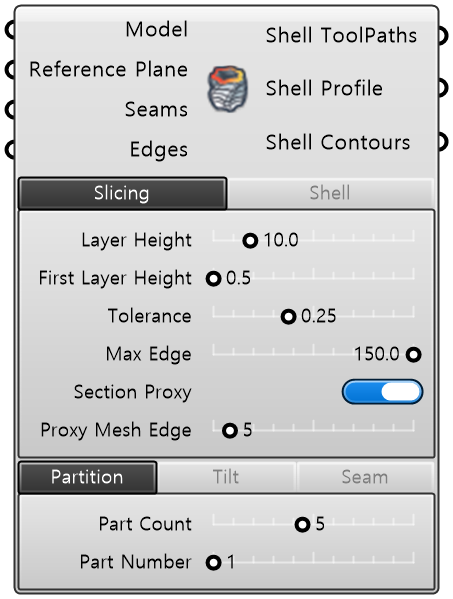 Model
Reference Plane
Seams
Edges
Shell ToolPaths
Shell Profile
Shell Contours
Slicing Shell
Layer Height 10.0
First Layer Height 0.5
Tolerance 0.25
Max Edge 150.0
Section Proxy
Proxy Mesh Edge 5
Partition Tilt Seam
Part Count 5
Part Number 1